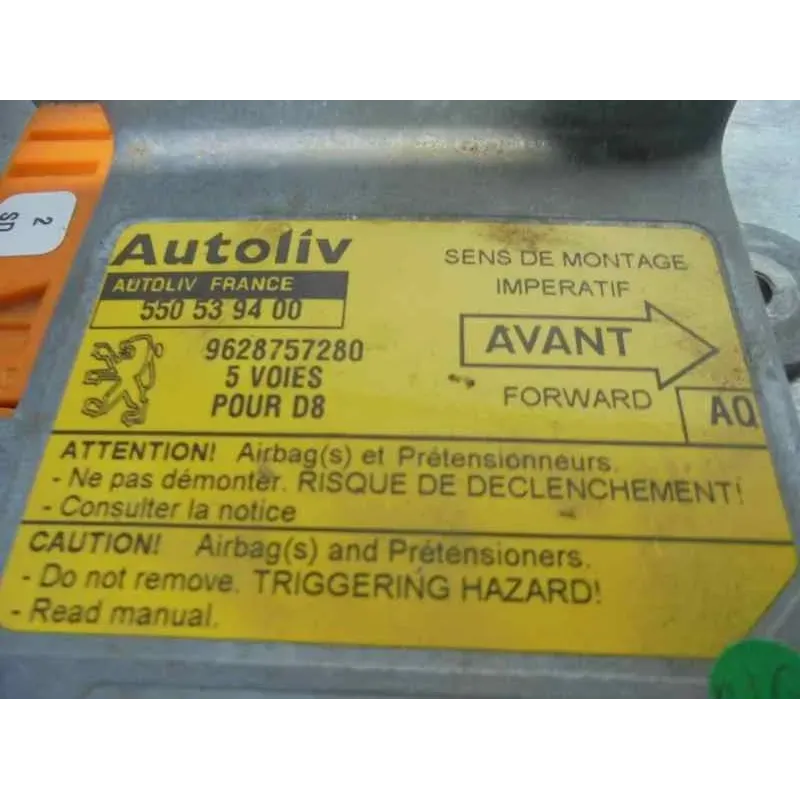 2
SD
Autoliv
AUTOLIV FRANCE
550 53 94 00
9628757280
5 VOIES
POUR D8
SENS DE MONTAGE
IMPERATIF
AVANT
FORWARD
AQ
ATTENTION! Airbag(s) et Prétensionneurs.
- Ne pas démonter. RISQUE DE DECLENCHEMENT!
- Consulter la notice
CAUTION! Airbag(s) and Prétensioners.
- Do not remove. TRIGGERING HAZARD!
- Read manual.